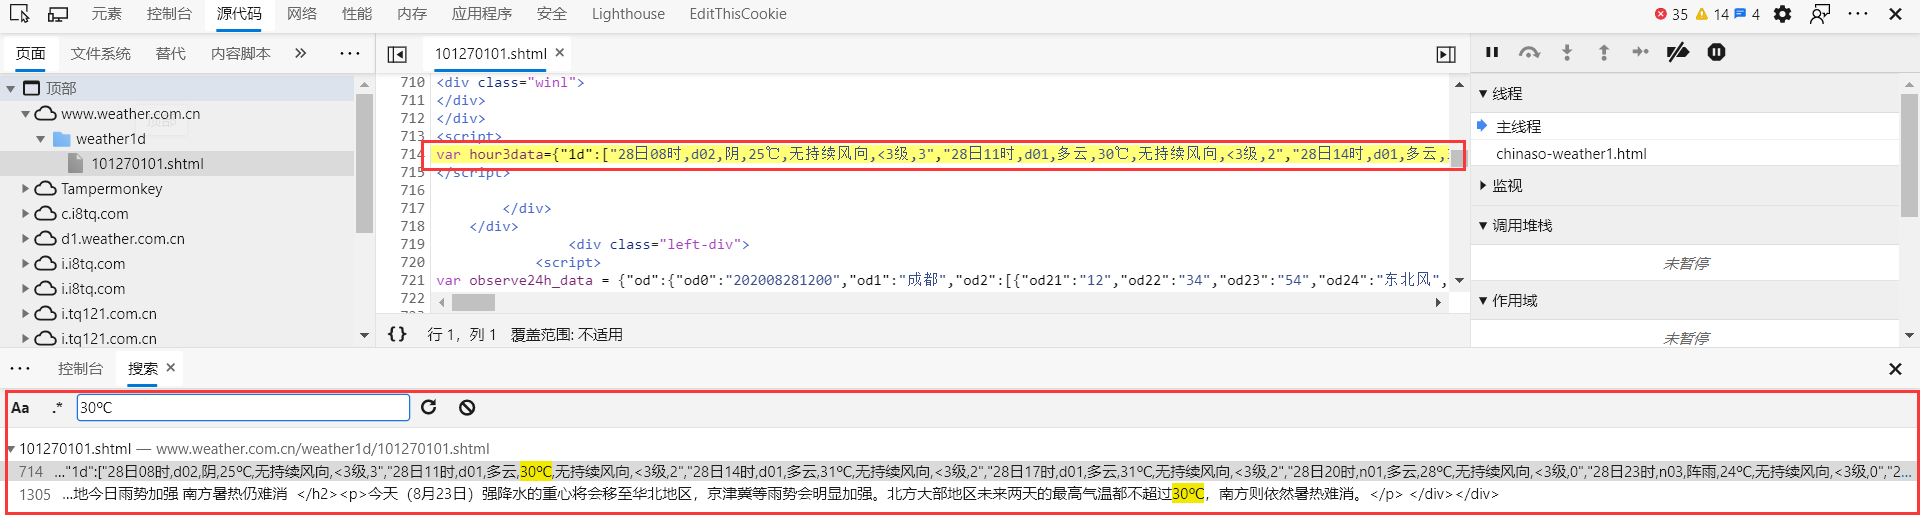 元素 控制台 源代码 网络 性能 内存 应用程序 安全 Lighthouse EditThisCookie 35 14 4
页面 文件系统 替代 内容脚本 » ⋯
顶部
www.weather.com.cn
weather1d
101270101.shtml
Tampermonkey
c.i8tq.com
d1.weather.com.cn
i.i8tq.com
i.i8tq.com
i.tq121.com.cn
i.tq121.com.cn
101270101.shtml ×
710 <div class="winl">
711 </div>
712 </div>
713 <script>
714 var hour3data={"1d":["28日08时,d02,阴,25℃,无持续风向,<3级,3","28日11时,d01,多云,30℃,无持续风向,<3级,2","28日14时,d01,多云,
715 </script>
716
717 </div>
718 </div>
719 <div class="left-div">
720 <script>
721 var observe24h_data = {"od":{"od0":"202008281200","od1":"成都","od2":[{"od21":"12","od22":"34","od23":"54","od24":"东北风",
722
{} 行 1，列 1 覆盖范围: 不适用
线程
主线程
chinaso-weather1.html
监视
调用堆栈
未暂停
作用域
未暂停
⋯ 控制台 搜索 ×
Aa .* 30℃
101270101.shtml — www.weather.com.cn/weather1d/101270101.shtml
714 …"1d":["28日08时,d02,阴,25℃,无持续风向,<3级,3","28日11时,d01,多云,30℃,无持续风向,<3级,2","28日14时,d01,多云,31℃,无持续风向,<3级,2","28日17时,d01,多云,31℃,无持续风向,<3级,2","28日20时,n01,多云,28℃,无持续风向,<3级,0","28日23时,n03,阵雨,24℃,无持续风向,<3级,0","2…
1305 …地今日雨势加强 南方暑热仍难消 </h2><p>今天（8月23日）强降水的重心将会移至华北地区，京津冀等雨势会明显加强。北方大部地区未来两天的最高气温都不超过30℃，南方则依然暑热难消。</p> </div></div>